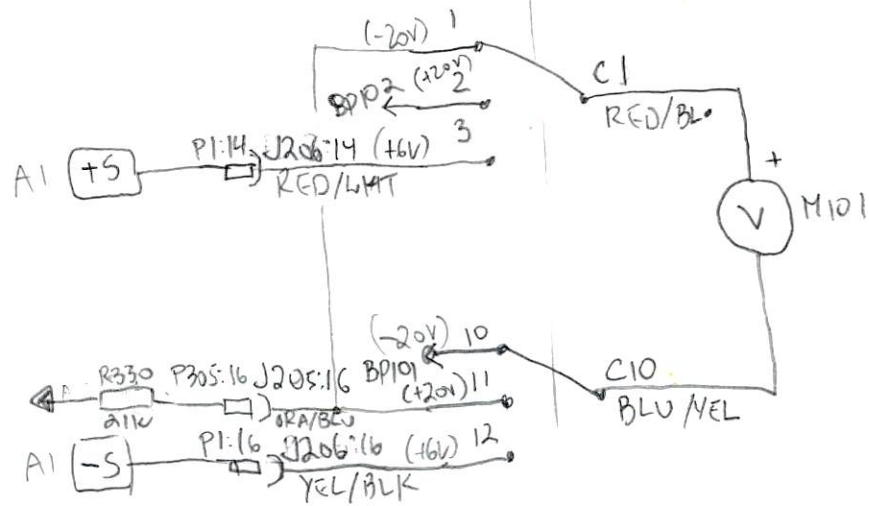 (-20V) 1
C1
BP102 (+20V) 2
RED/BL.
3
A1 +S P1:14 J206:14 (+6V)
RED/WHT
+
V M101
(-20V) 10
BP101
C10
R330 P305:16 J205:16 (+20V) 11
21K ORA/BLU
BLU/YEL
A1 -S P1:16 J206:16 (+6V) 12
YEL/BLK